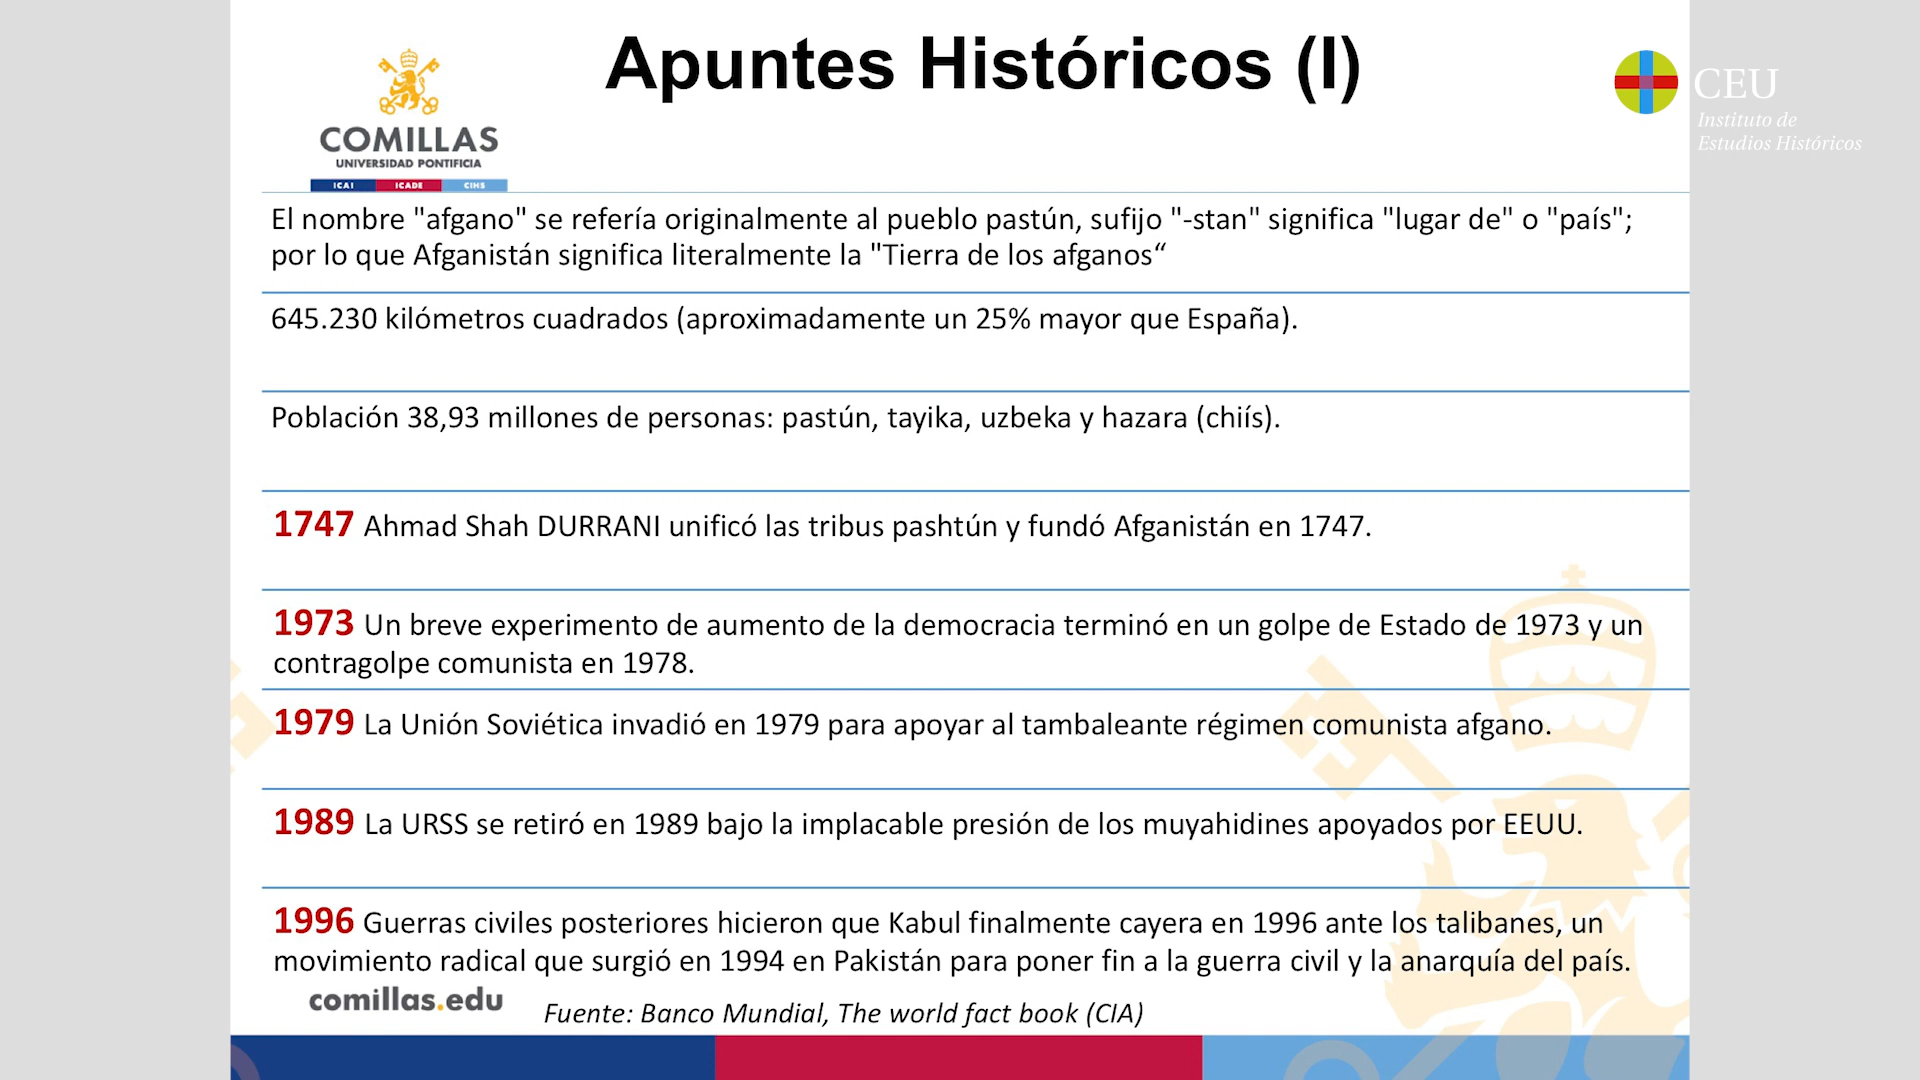 Apuntes Históricos (I)
COMILLAS
UNIVERSIDAD PONTIFICIA
ICAI ICADE CIHS
CEU
Instituto de
Estudios Históricos
El nombre "afgano" se refería originalmente al pueblo pastún, sufijo "-stan" significa "lugar de" o "país";
por lo que Afganistán significa literalmente la "Tierra de los afganos“
645.230 kilómetros cuadrados (aproximadamente un 25% mayor que España).
Población 38,93 millones de personas: pastún, tayika, uzbeka y hazara (chiís).
1747 Ahmad Shah DURRANI unificó las tribus pashtún y fundó Afganistán en 1747.
1973 Un breve experimento de aumento de la democracia terminó en un golpe de Estado de 1973 y un
contragolpe comunista en 1978.
1979 La Unión Soviética invadió en 1979 para apoyar al tambaleante régimen comunista afgano.
1989 La URSS se retiró en 1989 bajo la implacable presión de los muyahidines apoyados por EEUU.
1996 Guerras civiles posteriores hicieron que Kabul finalmente cayera en 1996 ante los talibanes, un
movimiento radical que surgió en 1994 en Pakistán para poner fin a la guerra civil y la anarquía del país.
comillas.edu
Fuente: Banco Mundial, The world fact book (CIA)